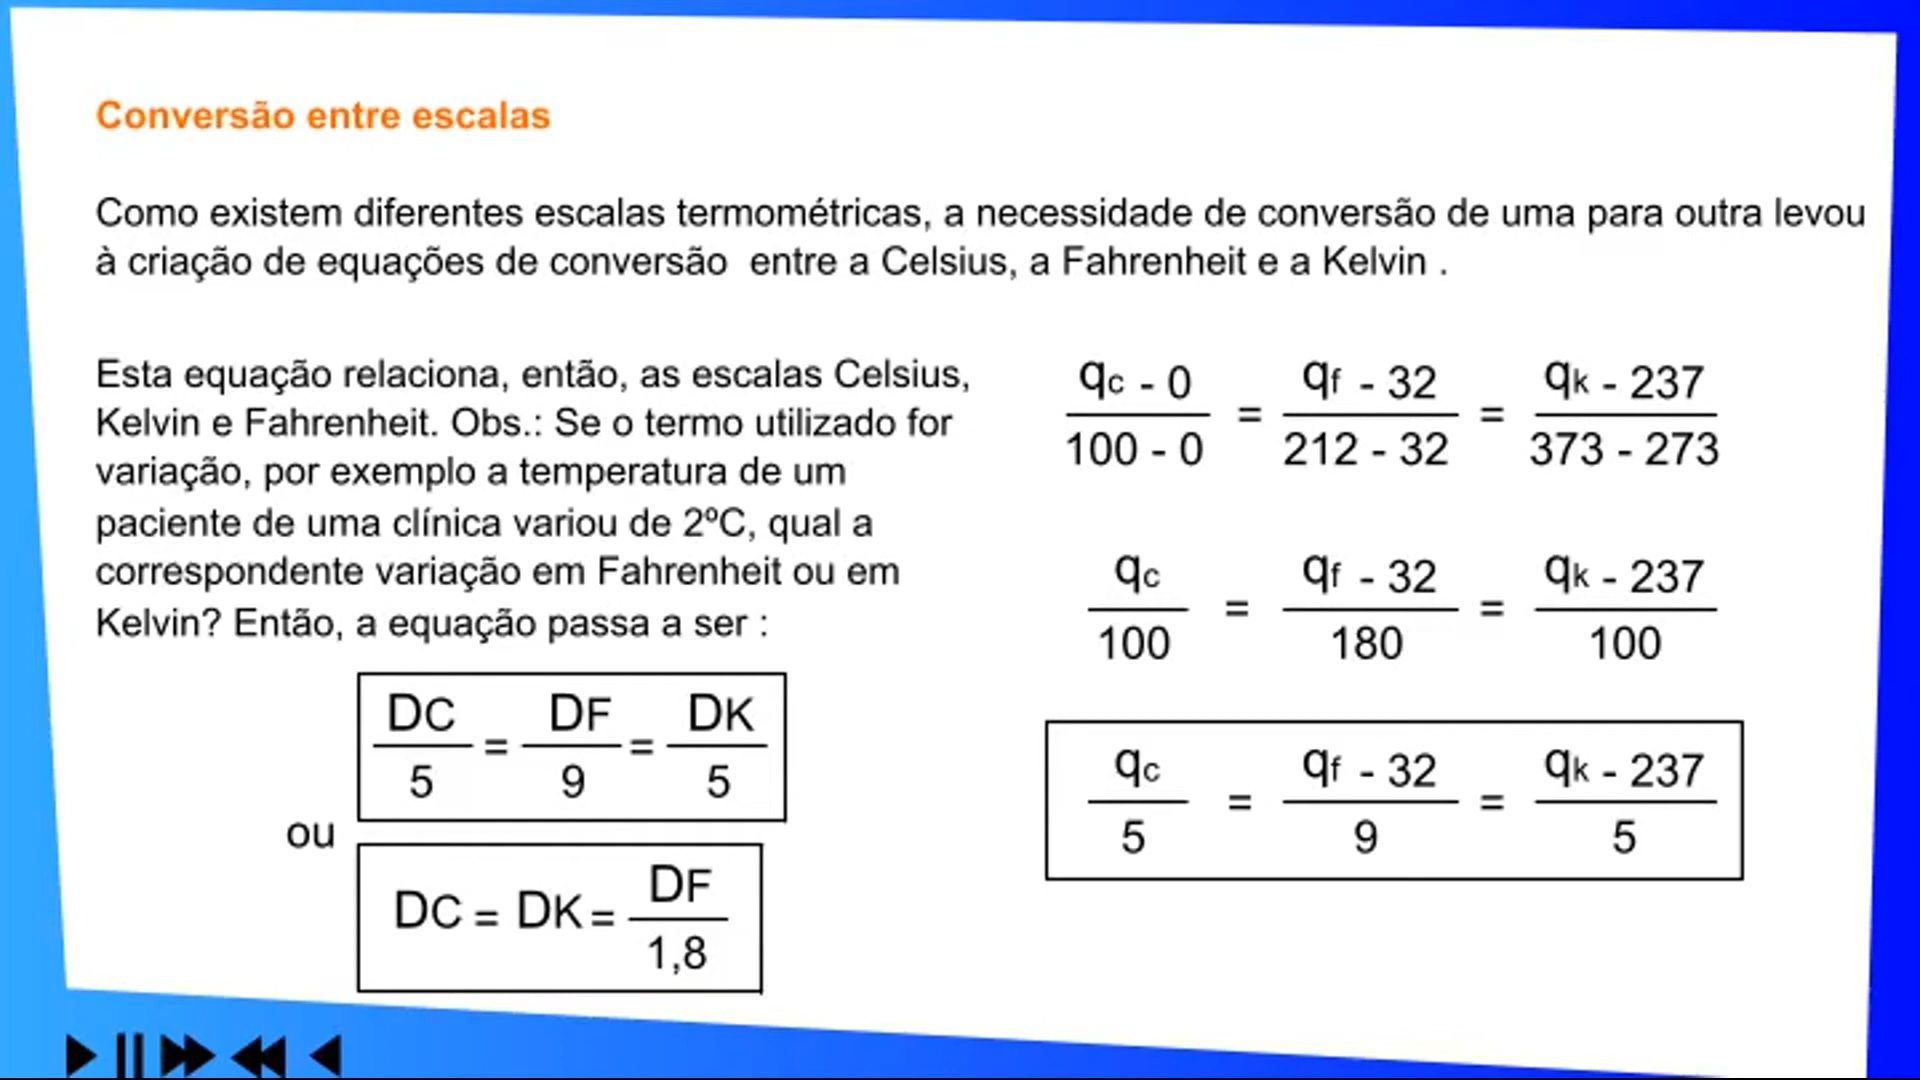 Conversão entre escalas
Como existem diferentes escalas termométricas, a necessidade de conversão de uma para outra levou
à criação de equações de conversão entre a Celsius, a Fahrenheit e a Kelvin .
Esta equação relaciona, então, as escalas Celsius,
Kelvin e Fahrenheit. Obs.: Se o termo utilizado for
variação, por exemplo a temperatura de um
paciente de uma clínica variou de 2ºC, qual a
correspondente variação em Fahrenheit ou em
Kelvin? Então, a equação passa a ser :
DC DF DK
= =
5 9 5
ou
DF
DC = DK =
1,8
qc - 0 qf - 32 qk - 237
= =
100 - 0 212 - 32 373 - 273
qc qf - 32 qk - 237
= =
100 180 100
qc qf - 32 qk - 237
= =
5 9 5